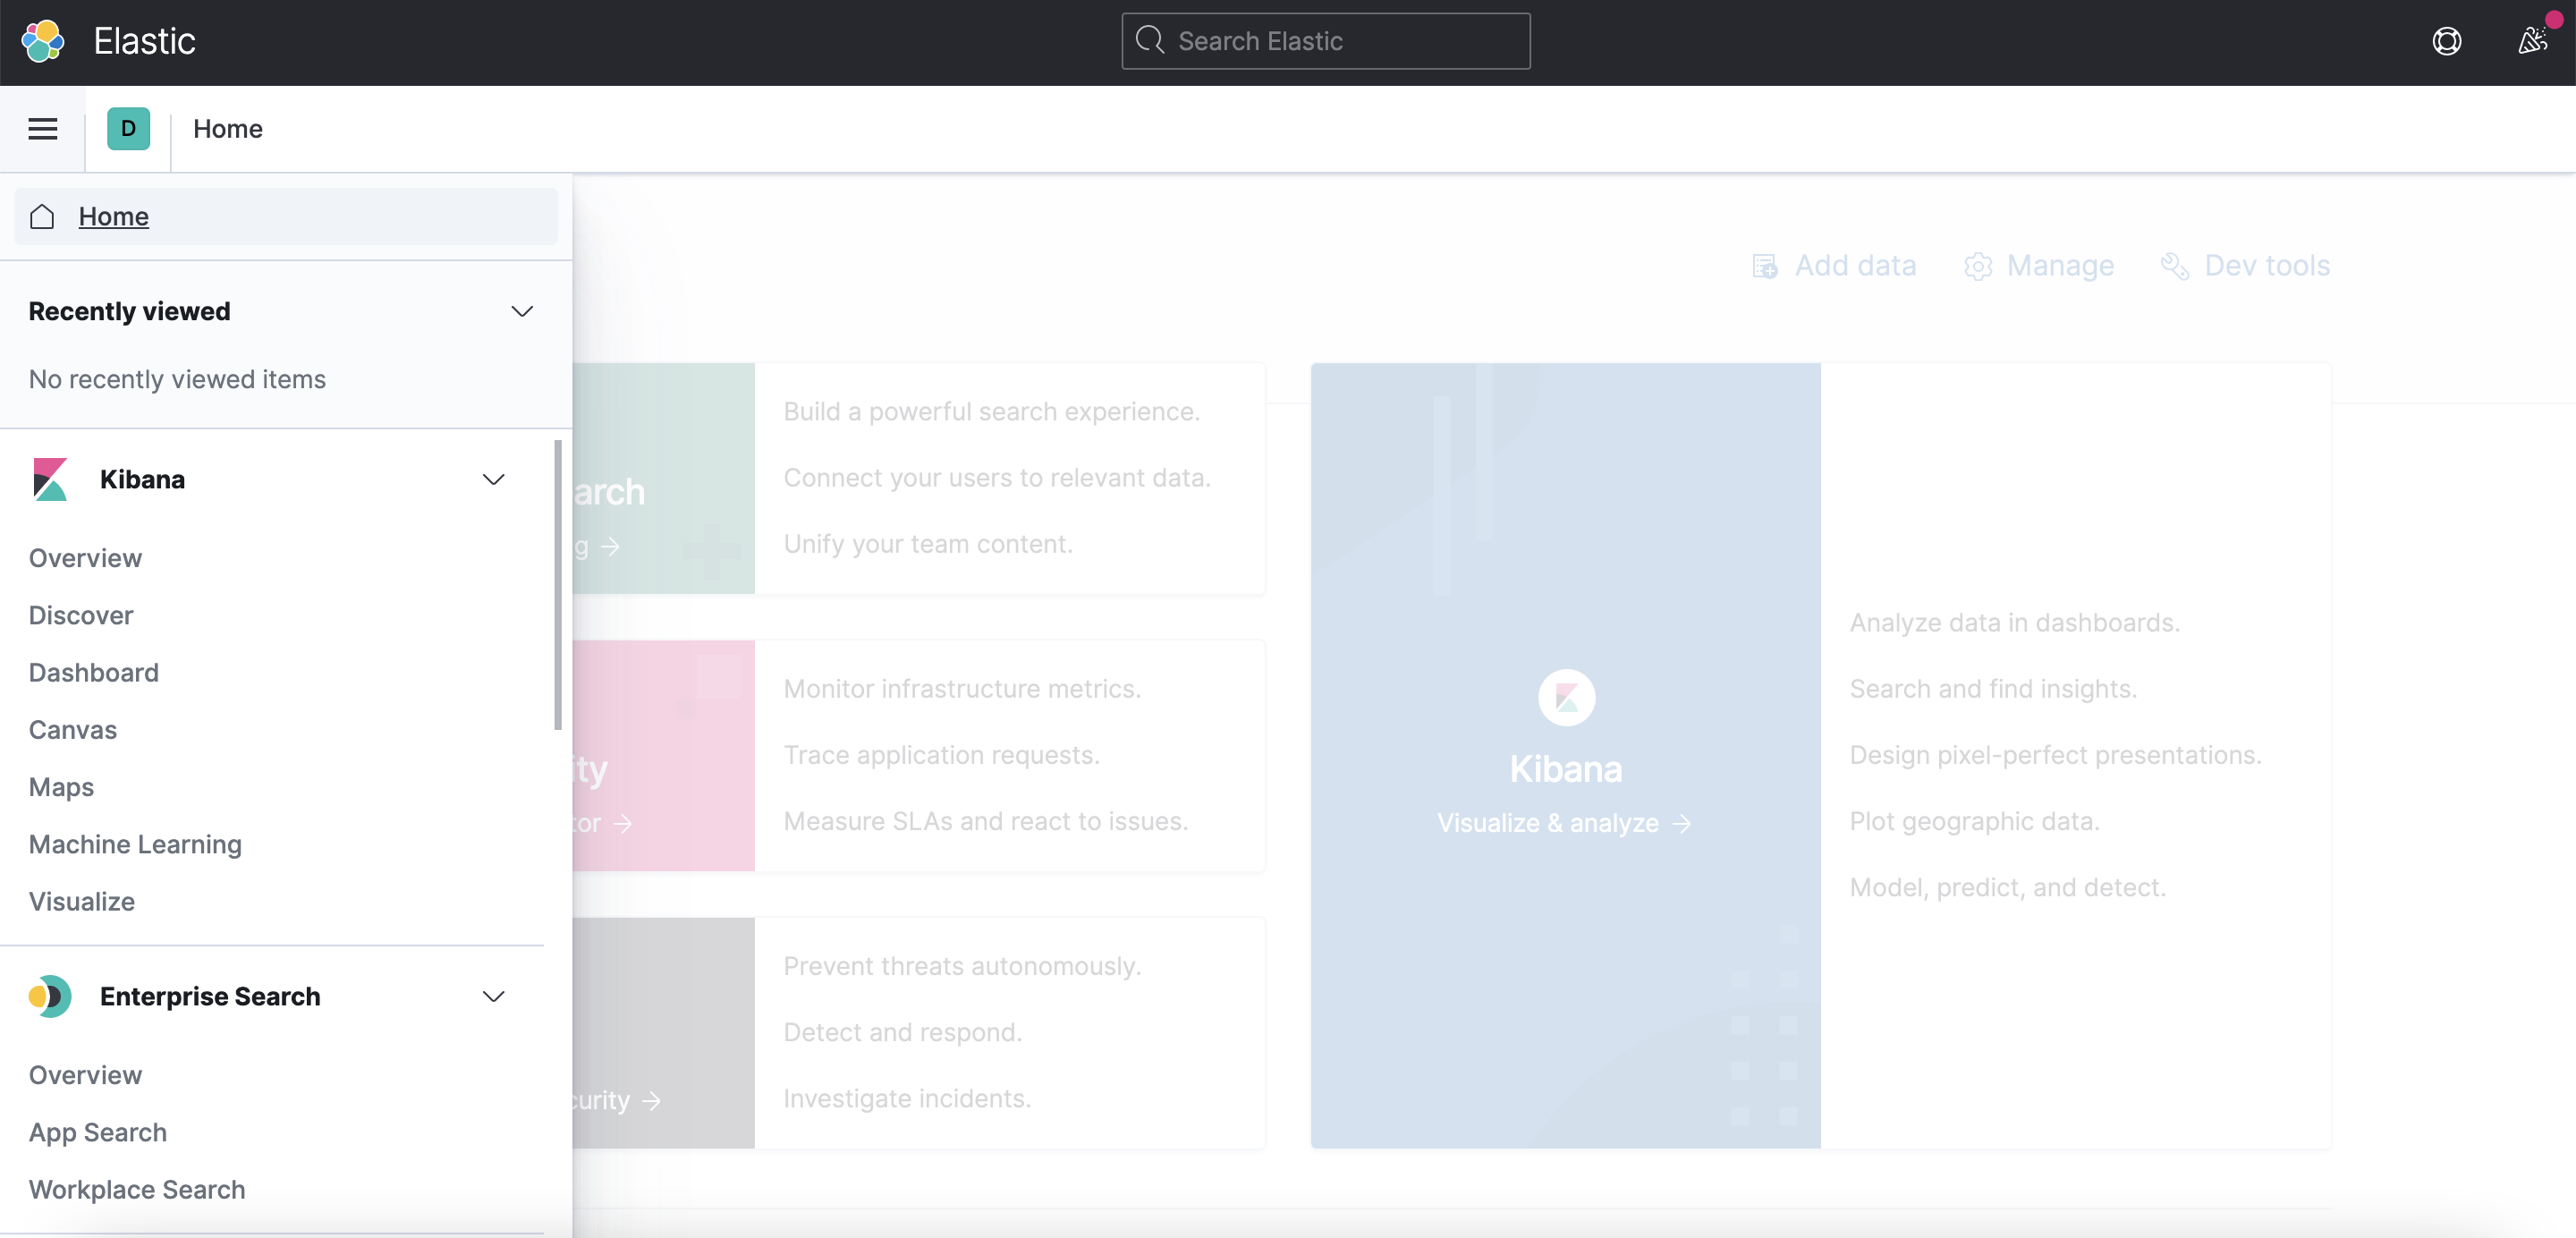 Elastic
Search Elastic
D
Home
Home
Recently viewed
No recently viewed items
Kibana
Overview
Discover
Dashboard
Canvas
Maps
Machine Learning
Visualize
Enterprise Search
Overview
App Search
Workplace Search
Add data
Manage
Dev tools
arch
g →
Build a powerful search experience.
Connect your users to relevant data.
Unify your team content.
ity
tor →
Monitor infrastructure metrics.
Trace application requests.
Measure SLAs and react to issues.
curity →
Prevent threats autonomously.
Detect and respond.
Investigate incidents.
Kibana
Visualize & analyze →
Analyze data in dashboards.
Search and find insights.
Design pixel-perfect presentations.
Plot geographic data.
Model, predict, and detect.